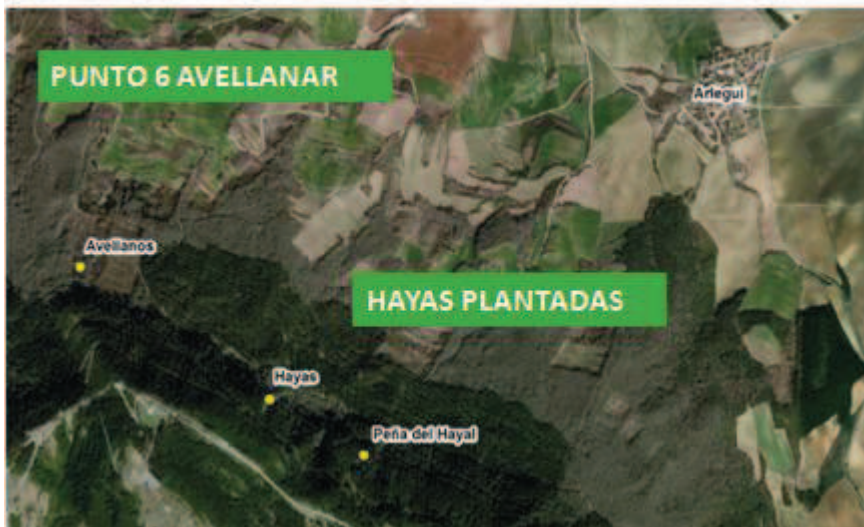 PUNTO 6 AVELLANAR
Arlegui
Avellanos
HAYAS PLANTADAS
Hayas
Peña del Hayal